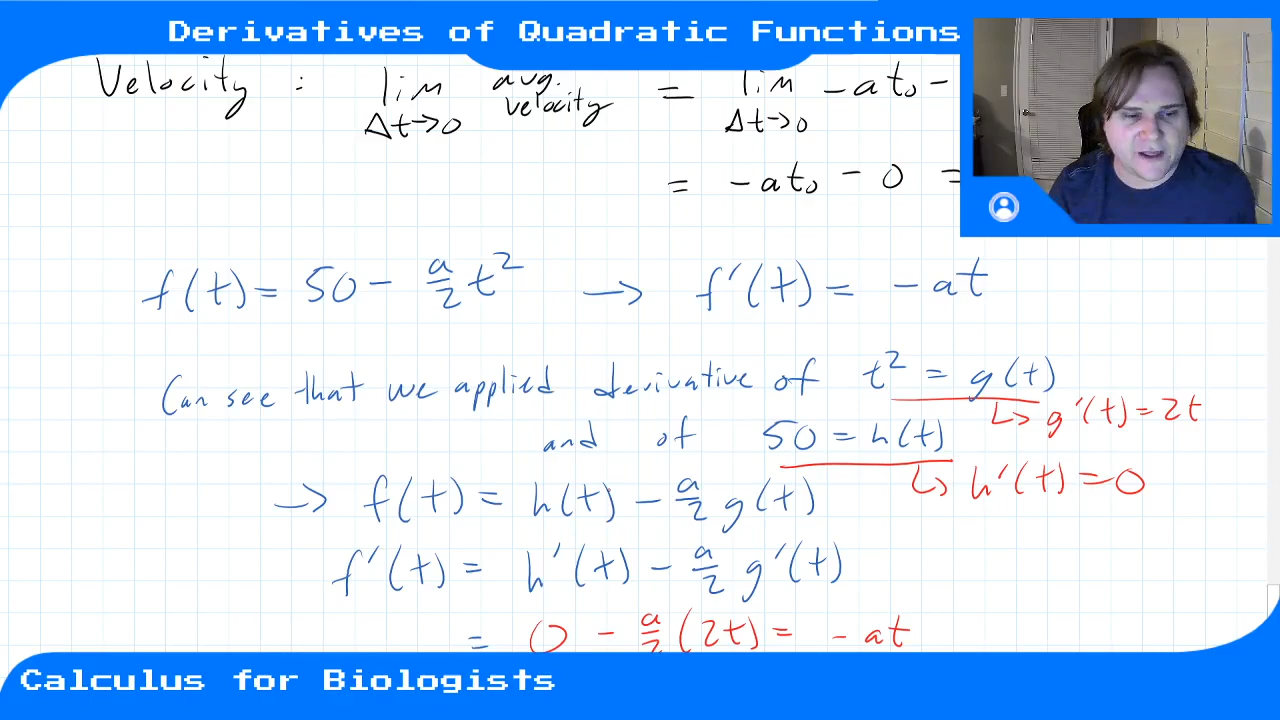 Derivatives of Quadratic Functions
Velocity : lim Δt→0 avg. velocity = lim Δt→0 -at₀ -
= -at₀ - 0 =
f(t) = 50 - a/2 t² → f'(t) = -at
Can see that we applied derivative of t² = g(t)
↳ g'(t) = 2t
and of 50 = h(t)
↳ h'(t) = 0
→ f(t) = h(t) - a/2 g(t)
f'(t) = h'(t) - a/2 g'(t)
= 0 - a/2 (2t) = -at
Calculus for Biologists